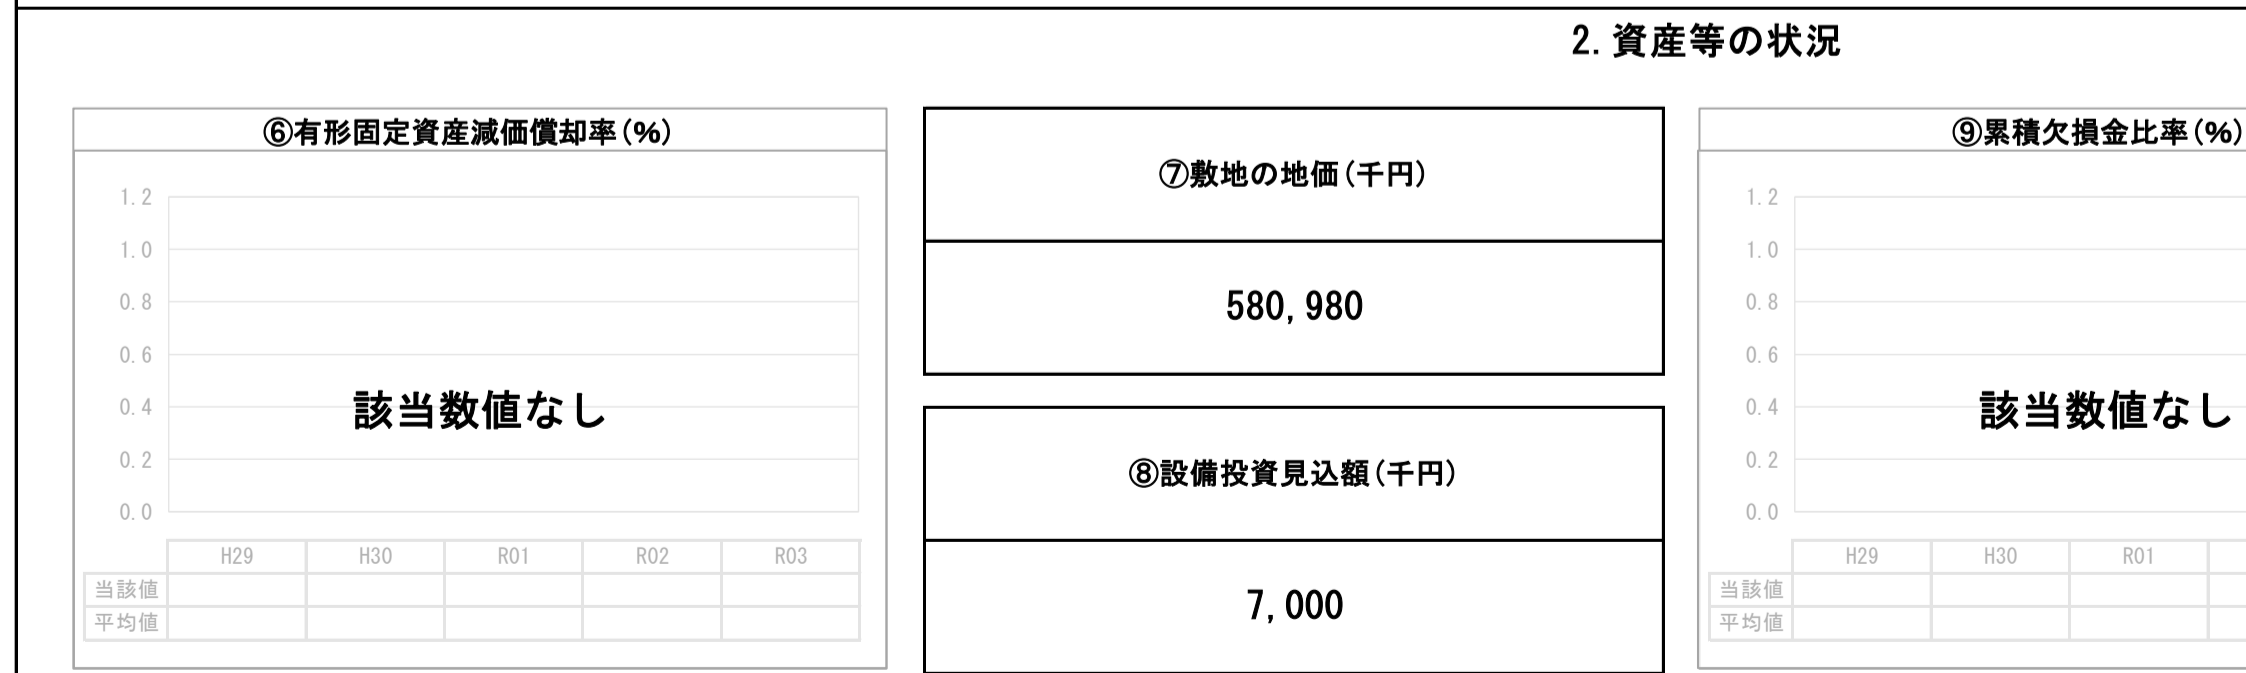 2.資産等の状況
⑥有形固定資産減価償却率(%)
1.2
1.0
0.8
0.6
0.4
0.2
0.0
該当数値なし
H29 H30 R01 R02 R03
当該値
平均値
⑦敷地の地価(千円)
580,980
⑧設備投資見込額(千円)
7,000
⑨累積欠損金比率(%)
1.2
1.0
0.8
0.6
0.4
0.2
0.0
該当数値なし
H29 H30 R01
当該値
平均値